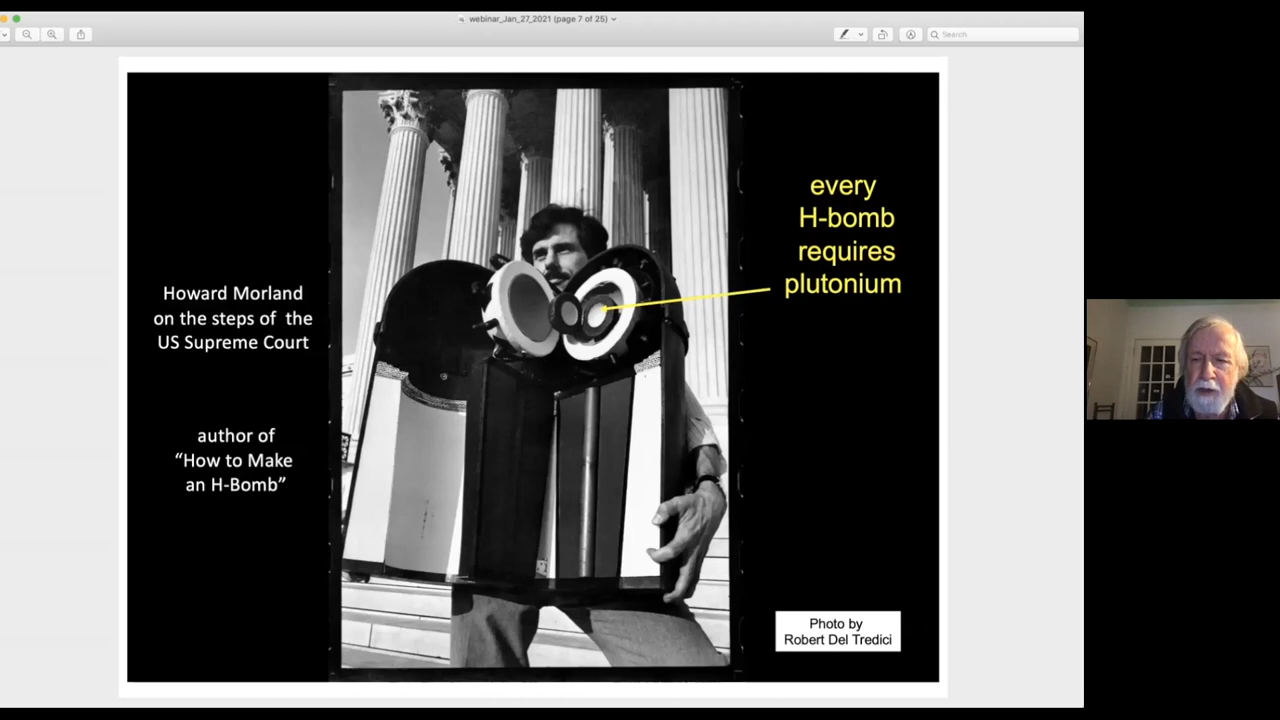 webinar_Jan_27_2021 (page 7 of 25)
Search
Howard Morland
on the steps of the
US Supreme Court
author of
“How to Make
an H-Bomb”
every
H-bomb
requires
plutonium
Photo by
Robert Del Tredici